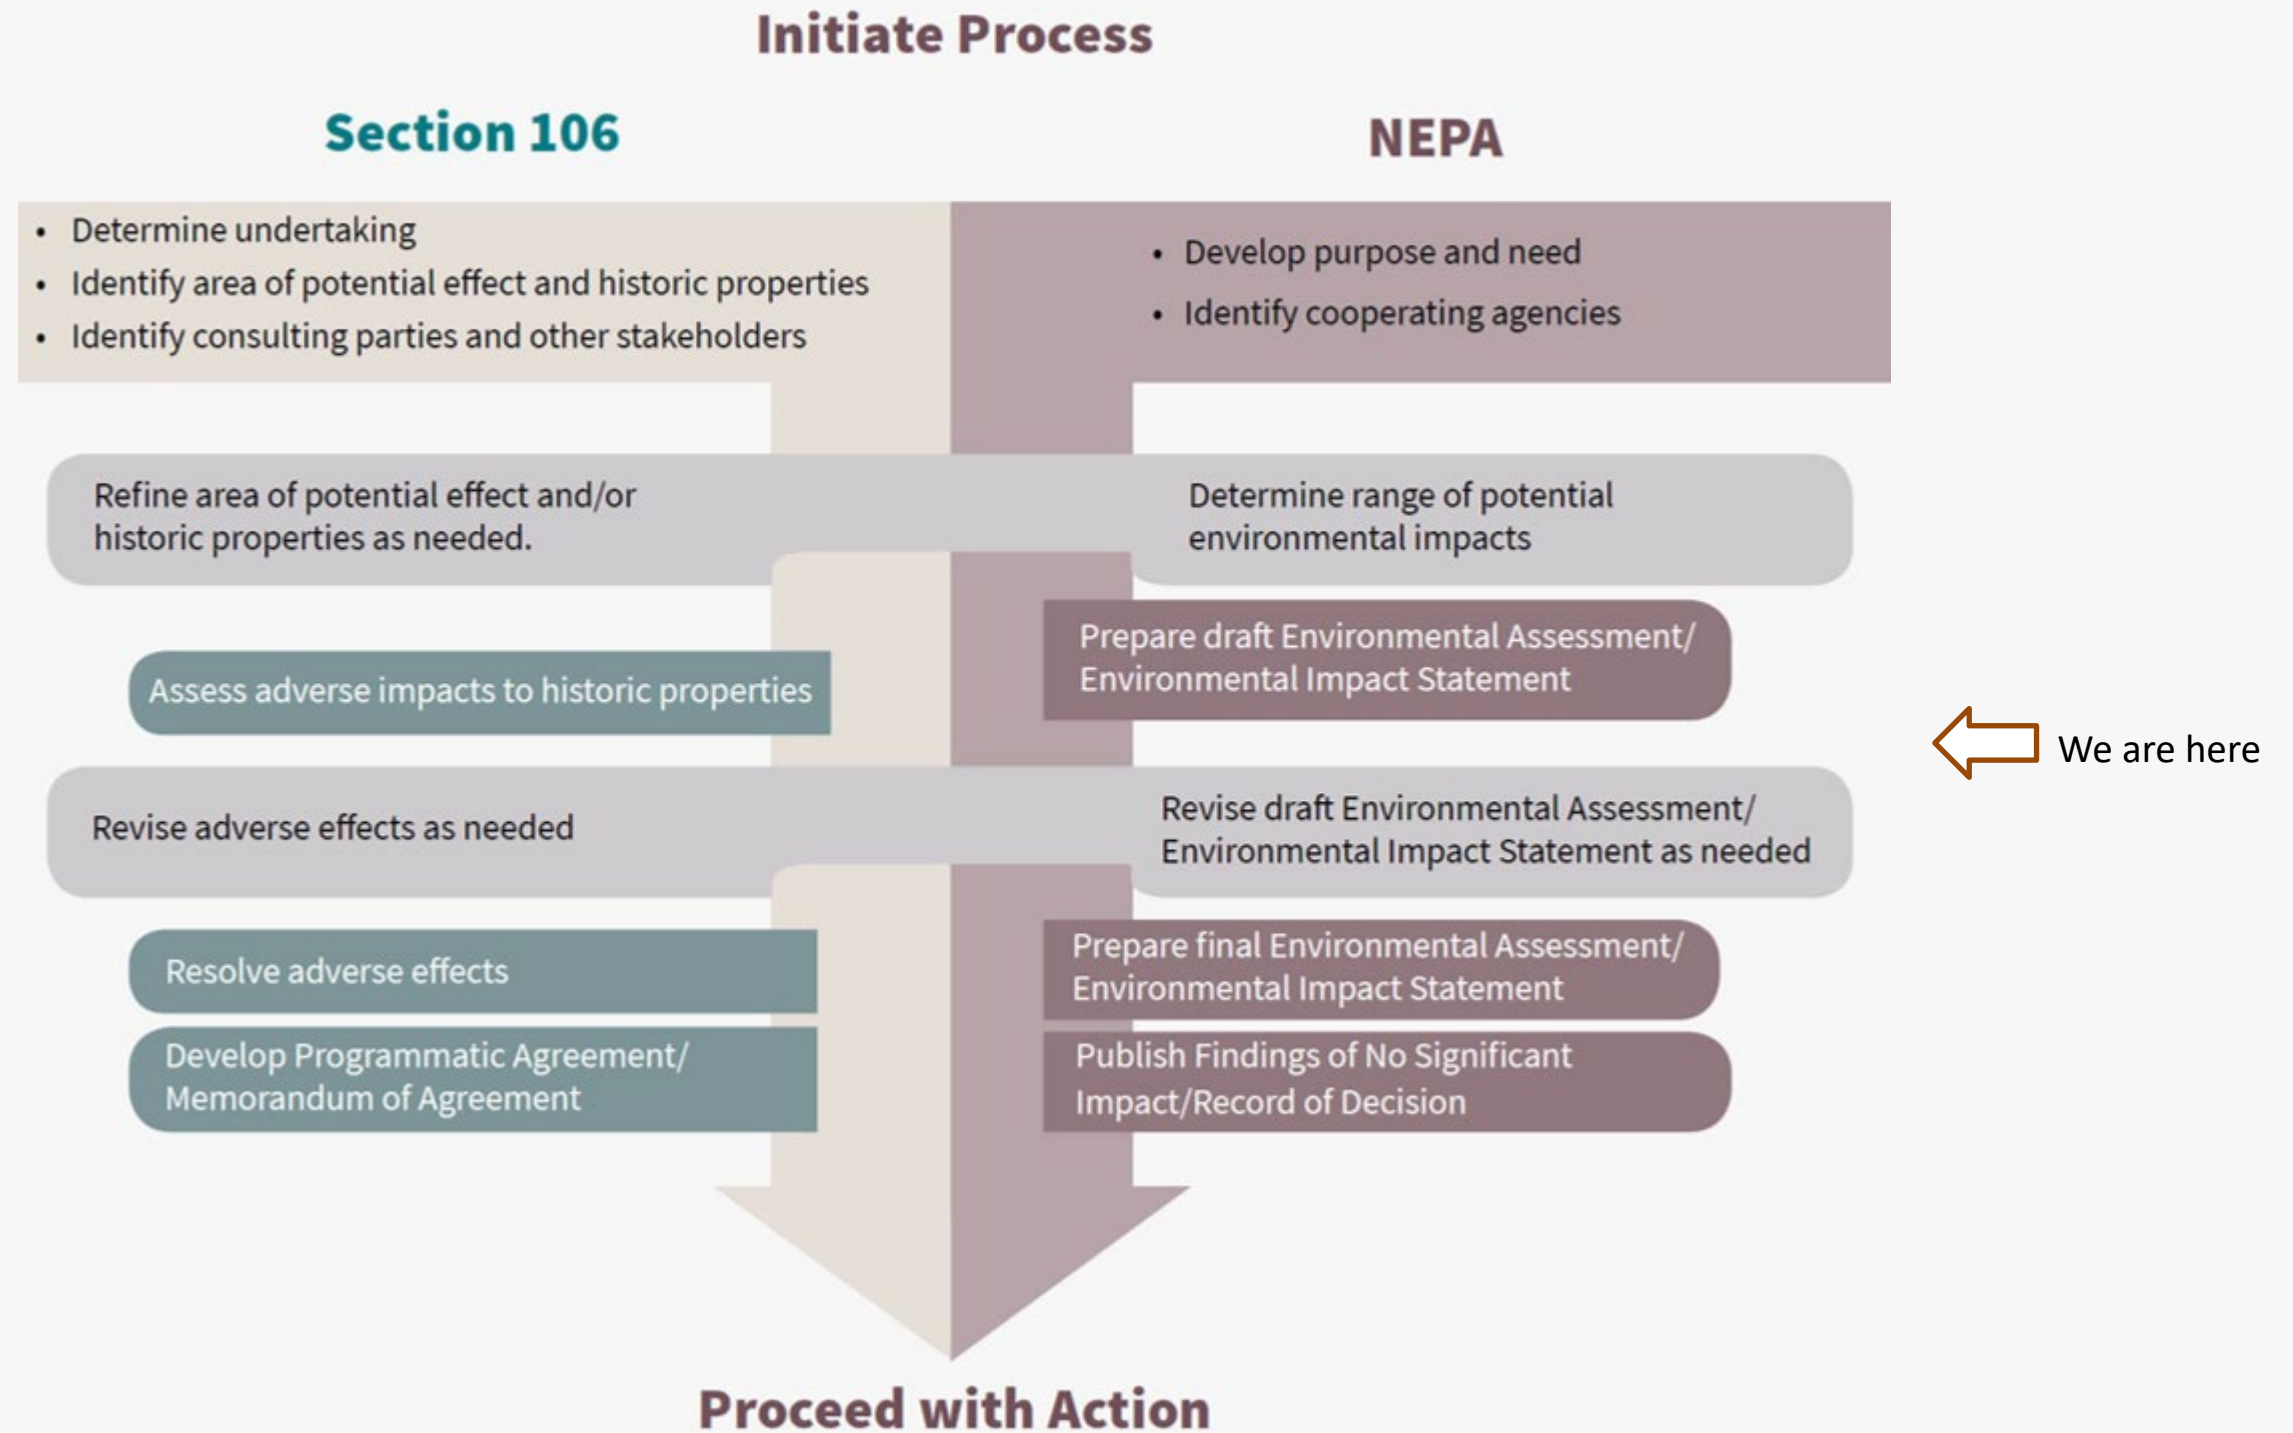 Initiate Process
Section 106
NEPA
• Determine undertaking
• Identify area of potential effect and historic properties
• Identify consulting parties and other stakeholders
• Develop purpose and need
• Identify cooperating agencies
Refine area of potential effect and/or
historic properties as needed.
Determine range of potential
environmental impacts
Assess adverse impacts to historic properties
Prepare draft Environmental Assessment/
Environmental Impact Statement
We are here
Revise adverse effects as needed
Revise draft Environmental Assessment/
Environmental Impact Statement as needed
Resolve adverse effects
Prepare final Environmental Assessment/
Environmental Impact Statement
Develop Programmatic Agreement/
Memorandum of Agreement
Publish Findings of No Significant
Impact/Record of Decision
Proceed with Action